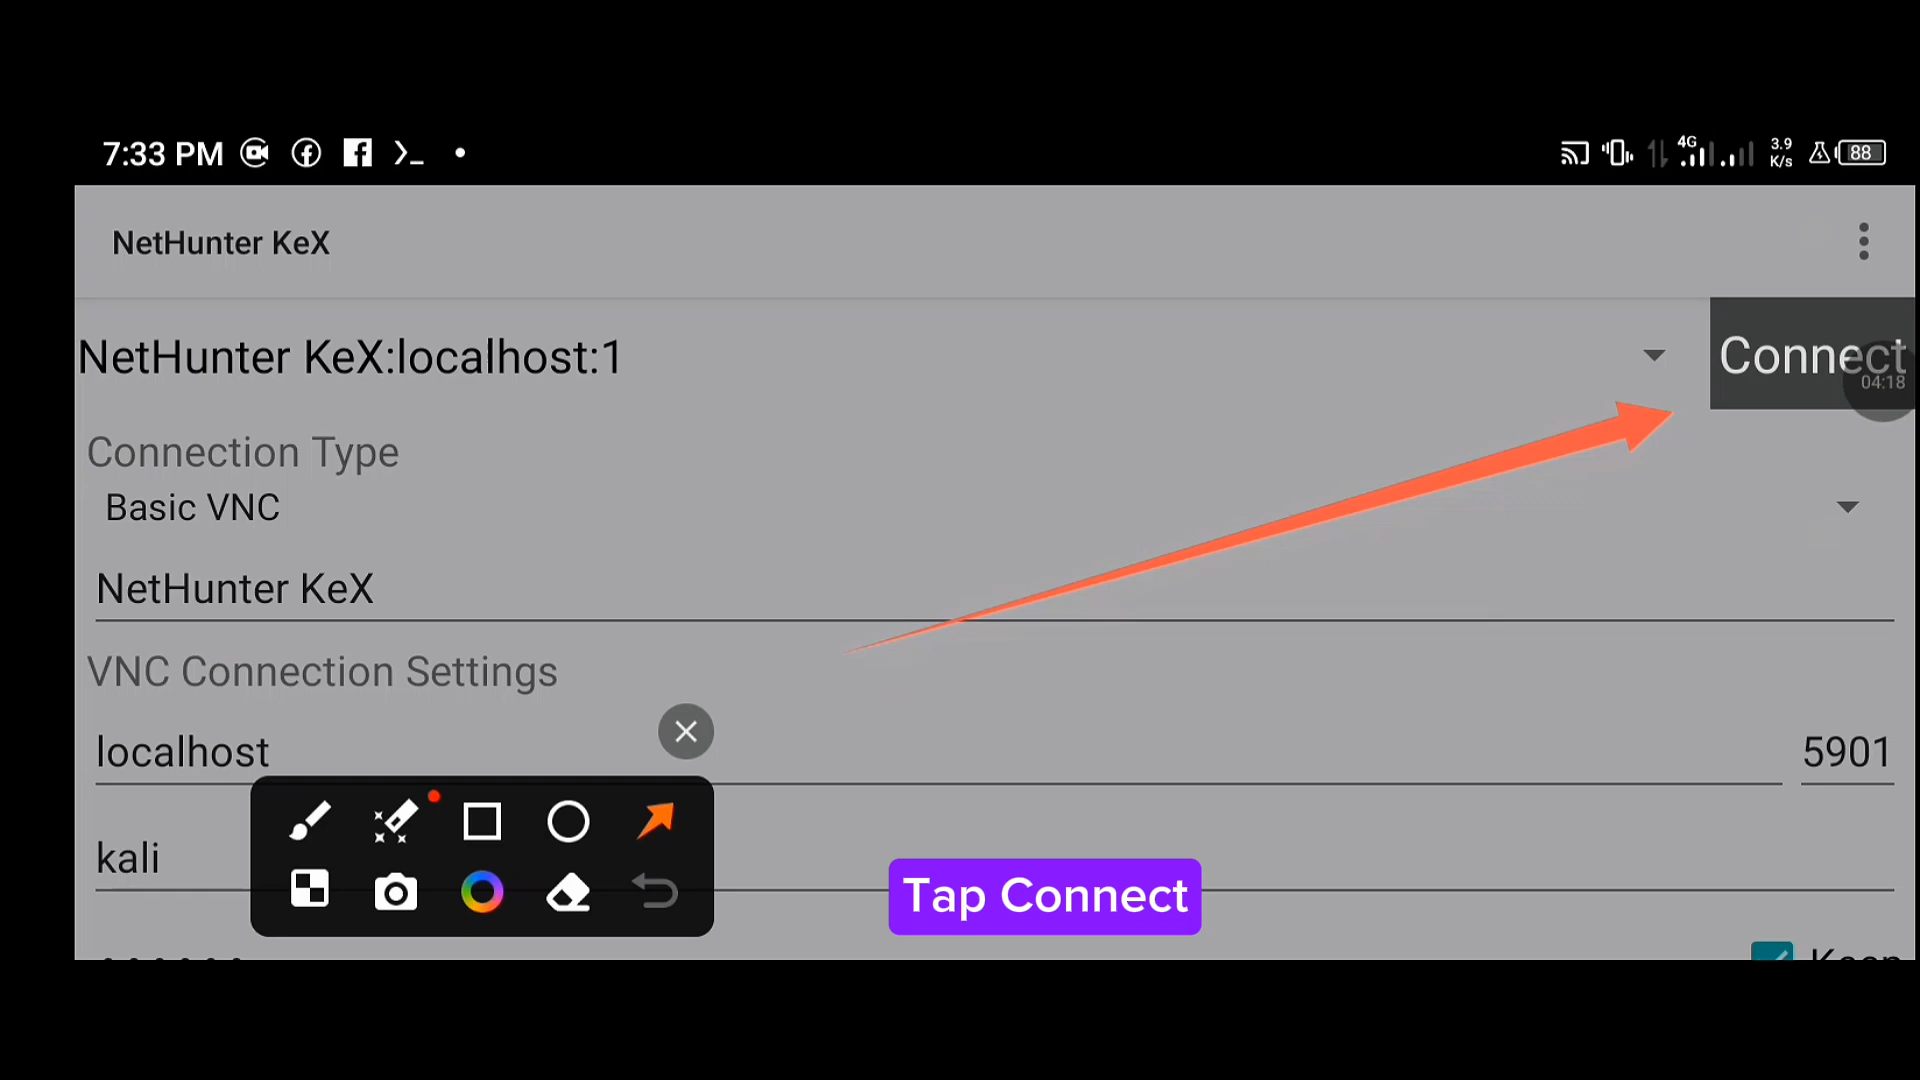 7:33 PM
4G
3.9
K/s
88
NetHunter KeX
NetHunter KeX:localhost:1
Connect
04:18
Connection Type
Basic VNC
NetHunter KeX
VNC Connection Settings
localhost
5901
kali
Tap Connect
Keep